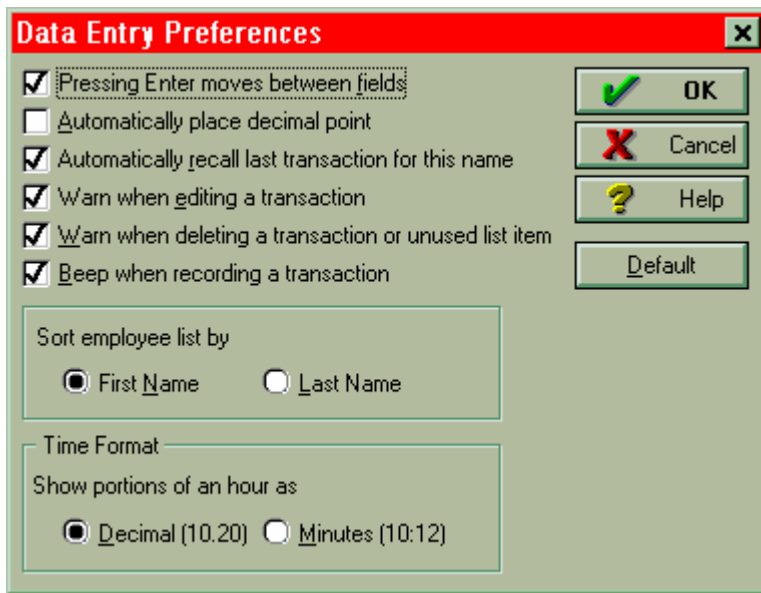 Data Entry Preferences
Pressing Enter moves between fields
Automatically place decimal point
Automatically recall last transaction for this name
Warn when editing a transaction
Warn when deleting a transaction or unused list item
Beep when recording a transaction
OK
Cancel
Help
Default
Sort employee list by
First Name Last Name
Time Format
Show portions of an hour as
Decimal (10.20) Minutes (10:12)